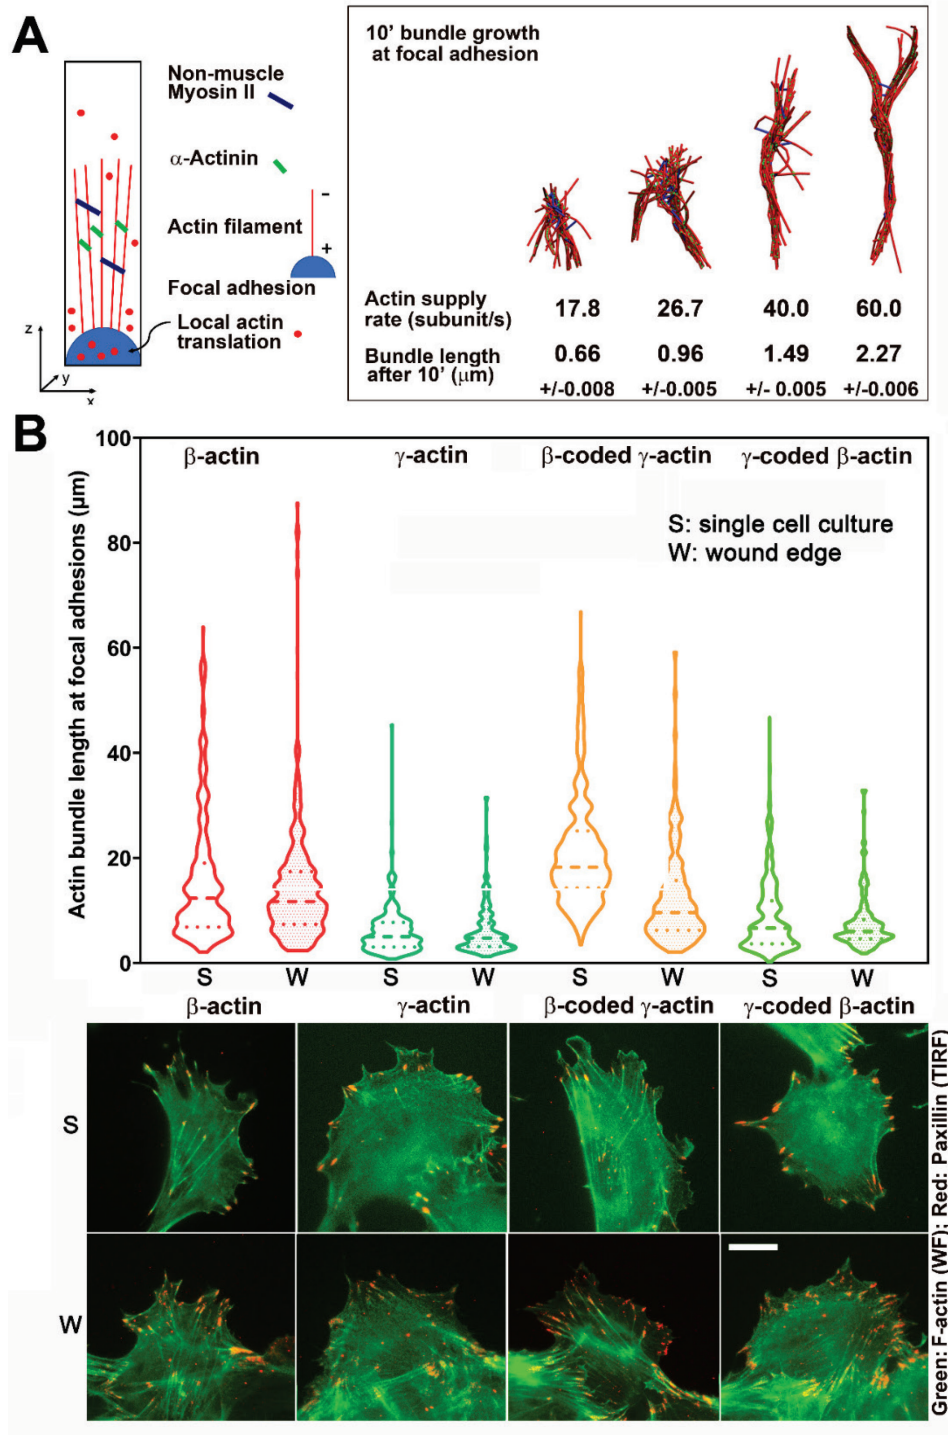 A
Non-muscle
Myosin II
α-Actinin
Actin filament
−
+
Focal adhesion
Local actin
translation
z
y
x
10' bundle growth
at focal adhesion
Actin supply
rate (subunit/s)
17.8 26.7 40.0 60.0
Bundle length
after 10' (μm)
0.66 0.96 1.49 2.27
+/-0.008 +/-0.005 +/- 0.005 +/-0.006
B
Actin bundle length at focal adhesions (μm)
100
80
60
40
20
0
β-actin γ-actin β-coded γ-actin γ-coded β-actin
S: single cell culture
W: wound edge
S W S W S W S W
β-actin γ-actin β-coded γ-actin γ-coded β-actin
S
W
Green: F-actin (WF); Red: Paxillin (TIRF)